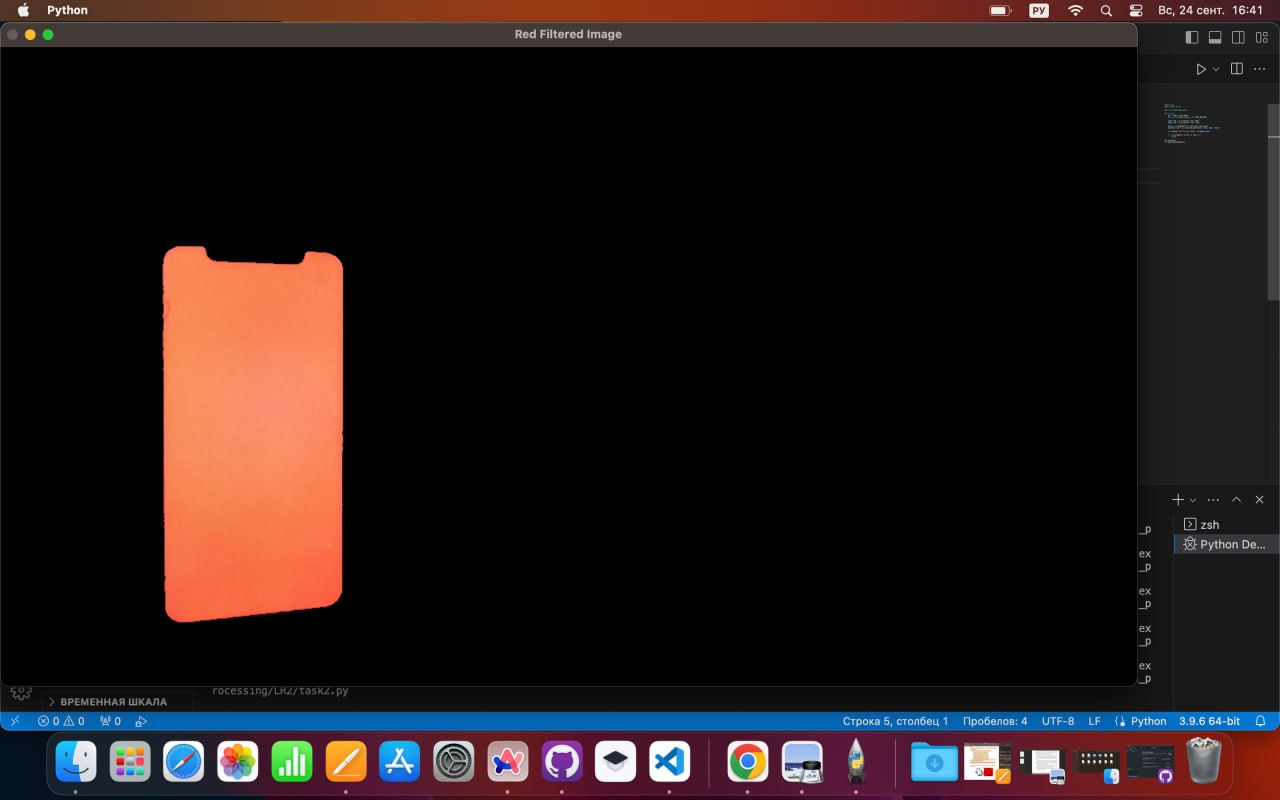 Python
РУ
Вс, 24 сент. 16:41
Red Filtered Image
_p
ex
_p
ex
_p
ex
_p
ex
_p
zsh
Python De...
rocessing/LR2/task2.py
ВРЕМЕННАЯ ШКАЛА
0 0 0
Строка 5, столбец 1 Пробелов: 4 UTF-8 LF Python 3.9.6 64-bit